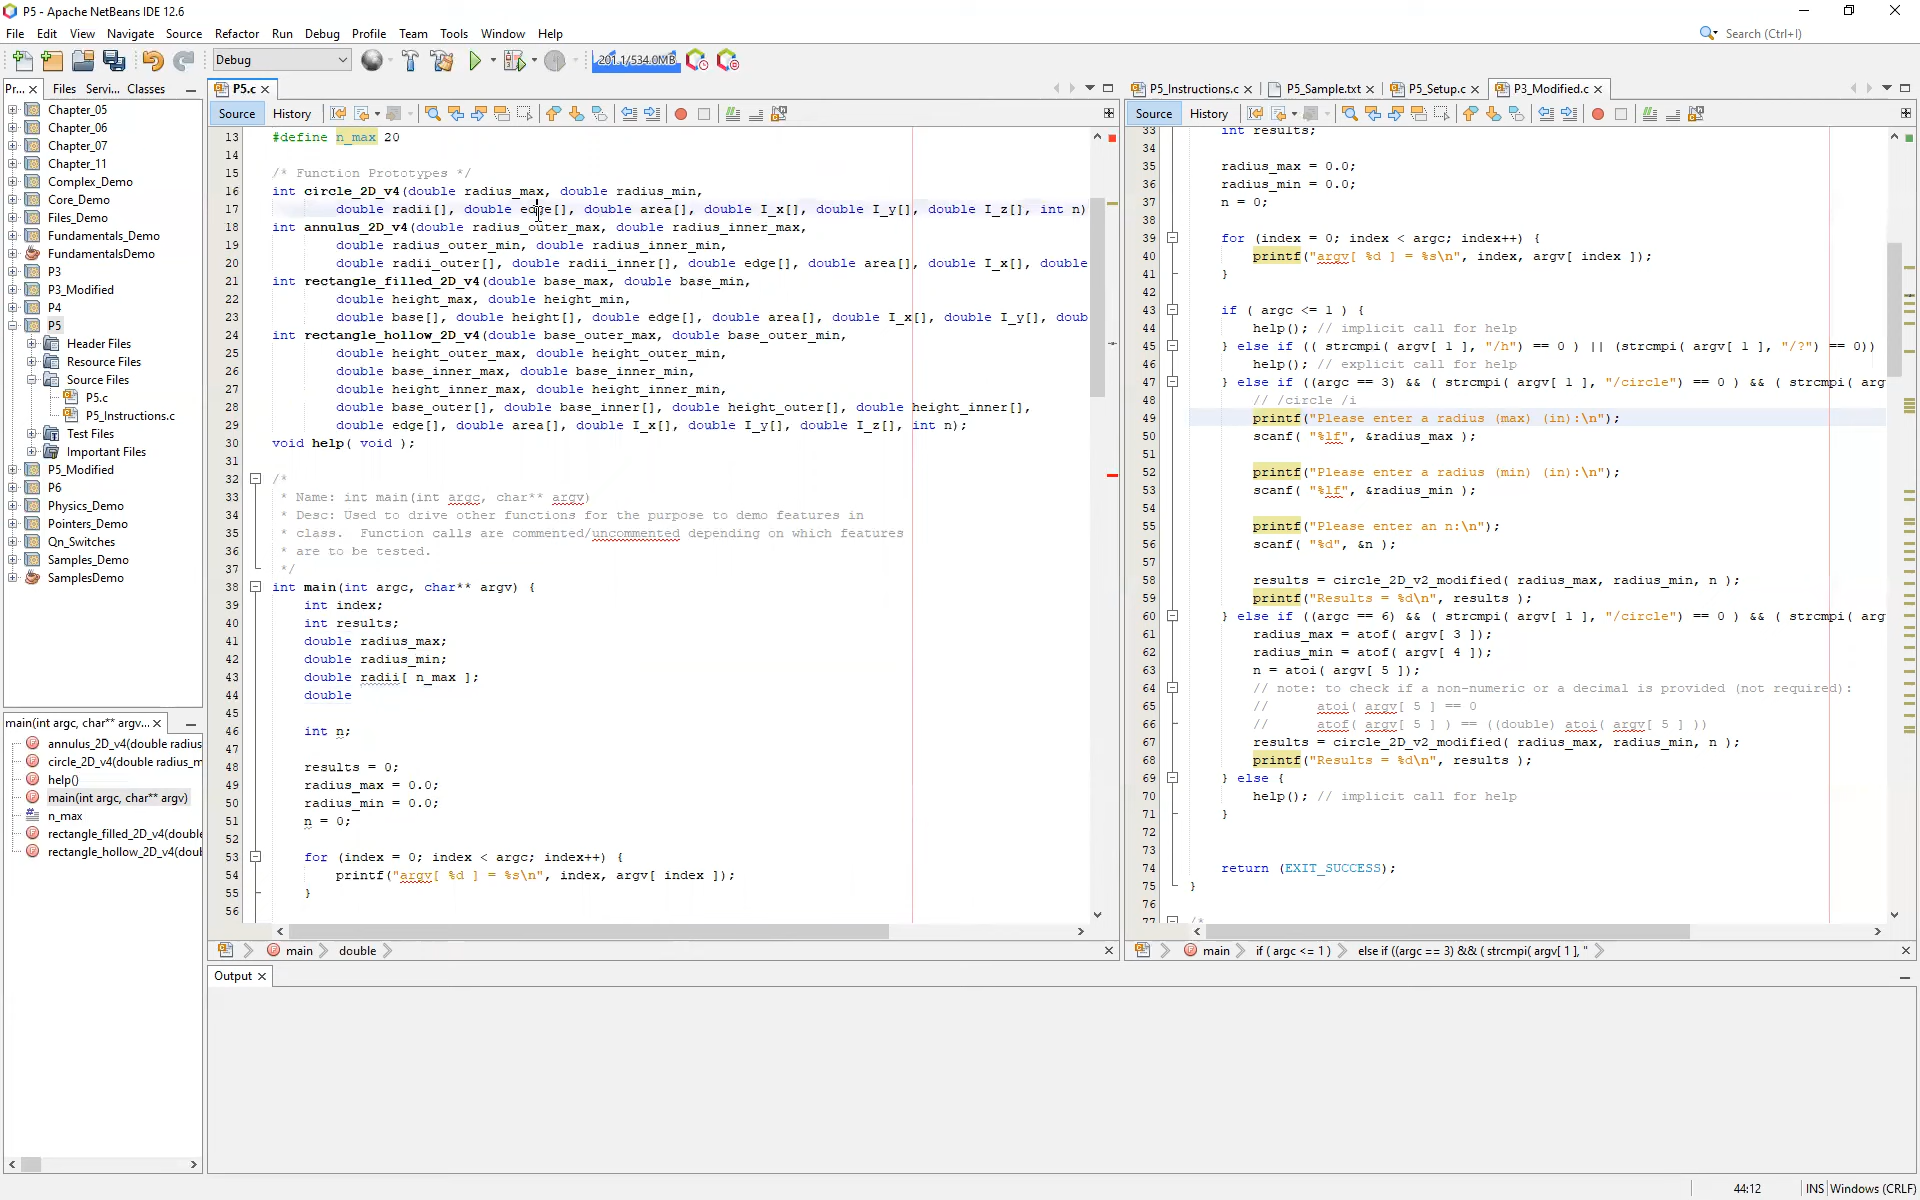 P5 - Apache NetBeans IDE 12.6
File Edit View Navigate Source Refactor Run Debug Profile Team Tools Window Help
Search (Ctrl+I)
Debug
201.1/534.0MB
Pr... Files Servi... Classes
Chapter_05
Chapter_06
Chapter_07
Chapter_11
Complex_Demo
Core_Demo
Files_Demo
Fundamentals_Demo
FundamentalsDemo
P3
P3_Modified
P4
P5
Header Files
Resource Files
Source Files
P5.c
P5_Instructions.c
Test Files
Important Files
P5_Modified
P6
Physics_Demo
Pointers_Demo
Qn_Switches
Samples_Demo
SamplesDemo
main(int argc, char** argv...
annulus_2D_v4(double radius
circle_2D_v4(double radius_m
help()
main(int argc, char** argv)
n_max
rectangle_filled_2D_v4(double
rectangle_hollow_2D_v4(doub
P5.c
Source History
13 #define n_max 20
14
15 /* Function Prototypes */
16 int circle_2D_v4(double radius_max, double radius_min,
17 double radii[], double edge[], double area[], double I_x[], double I_y[], double I_z[], int n)
18 int annulus_2D_v4(double radius_outer_max, double radius_inner_max,
19 double radius_outer_min, double radius_inner_min,
20 double radii_outer[], double radii_inner[], double edge[], double area[], double I_x[], double
21 int rectangle_filled_2D_v4(double base_max, double base_min,
22 double height_max, double height_min,
23 double base[], double height[], double edge[], double area[], double I_x[], double I_y[], doub
24 int rectangle_hollow_2D_v4(double base_outer_max, double base_outer_min,
25 double height_outer_max, double height_outer_min,
26 double base_inner_max, double base_inner_min,
27 double height_inner_max, double height_inner_min,
28 double base_outer[], double base_inner[], double height_outer[], double height_inner[],
29 double edge[], double area[], double I_x[], double I_y[], double I_z[], int n);
30 void help( void );
31
32 /*
33 * Name: int main(int argc, char** argv)
34 * Desc: Used to drive other functions for the purpose to demo features in
35 * class.  Function calls are commented/uncommented depending on which features
36 * are to be tested.
37 */
38 int main(int argc, char** argv) {
39 int index;
40 int results;
41 double radius_max;
42 double radius_min;
43 double radii[ n_max ];
44 double
45
46 int n;
47
48 results = 0;
49 radius_max = 0.0;
50 radius_min = 0.0;
51 n = 0;
52
53 for (index = 0; index < argc; index++) {
54 printf("argv[ %d ] = %s\n", index, argv[ index ]);
55 }
56
main double
P5_Instructions.c P5_Sample.txt P5_Setup.c P3_Modified.c
Source History
33 int results;
34
35 radius_max = 0.0;
36 radius_min = 0.0;
37 n = 0;
38
39 for (index = 0; index < argc; index++) {
40 printf("argv[ %d ] = %s\n", index, argv[ index ]);
41 }
42
43 if ( argc <= 1 ) {
44 help(); // implicit call for help
45 } else if (( strcmpi( argv[ 1 ], "/h") == 0 ) || (strcmpi( argv[ 1 ], "/?") == 0))
46 help(); // explicit call for help
47 } else if ((argc == 3) && ( strcmpi( argv[ 1 ], "/circle") == 0 ) && ( strcmpi( arg
48 // /circle /i
49 printf("Please enter a radius (max) (in):\n");
50 scanf( "%lf", &radius_max );
51
52 printf("Please enter a radius (min) (in):\n");
53 scanf( "%lf", &radius_min );
54
55 printf("Please enter an n:\n");
56 scanf( "%d", &n );
57
58 results = circle_2D_v2_modified( radius_max, radius_min, n );
59 printf("Results = %d\n", results );
60 } else if ((argc == 6) && ( strcmpi( argv[ 1 ], "/circle") == 0 ) && ( strcmpi( arg
61 radius_max = atof( argv[ 3 ]);
62 radius_min = atof( argv[ 4 ]);
63 n = atoi( argv[ 5 ]);
64 // note: to check if a non-numeric or a decimal is provided (not required):
65 // atoi( argv[ 5 ] == 0
66 // atof( argv[ 5 ] ) == ((double) atoi( argv[ 5 ] ))
67 results = circle_2D_v2_modified( radius_max, radius_min, n );
68 printf("Results = %d\n", results );
69 } else {
70 help(); // implicit call for help
71 }
72
73
74 return (EXIT_SUCCESS);
75 }
76
77 /*
main if ( argc <= 1 ) else if ((argc == 3) && ( strcmpi( argv[ 1 ], "
Output
44:12 INS Windows (CRLF)